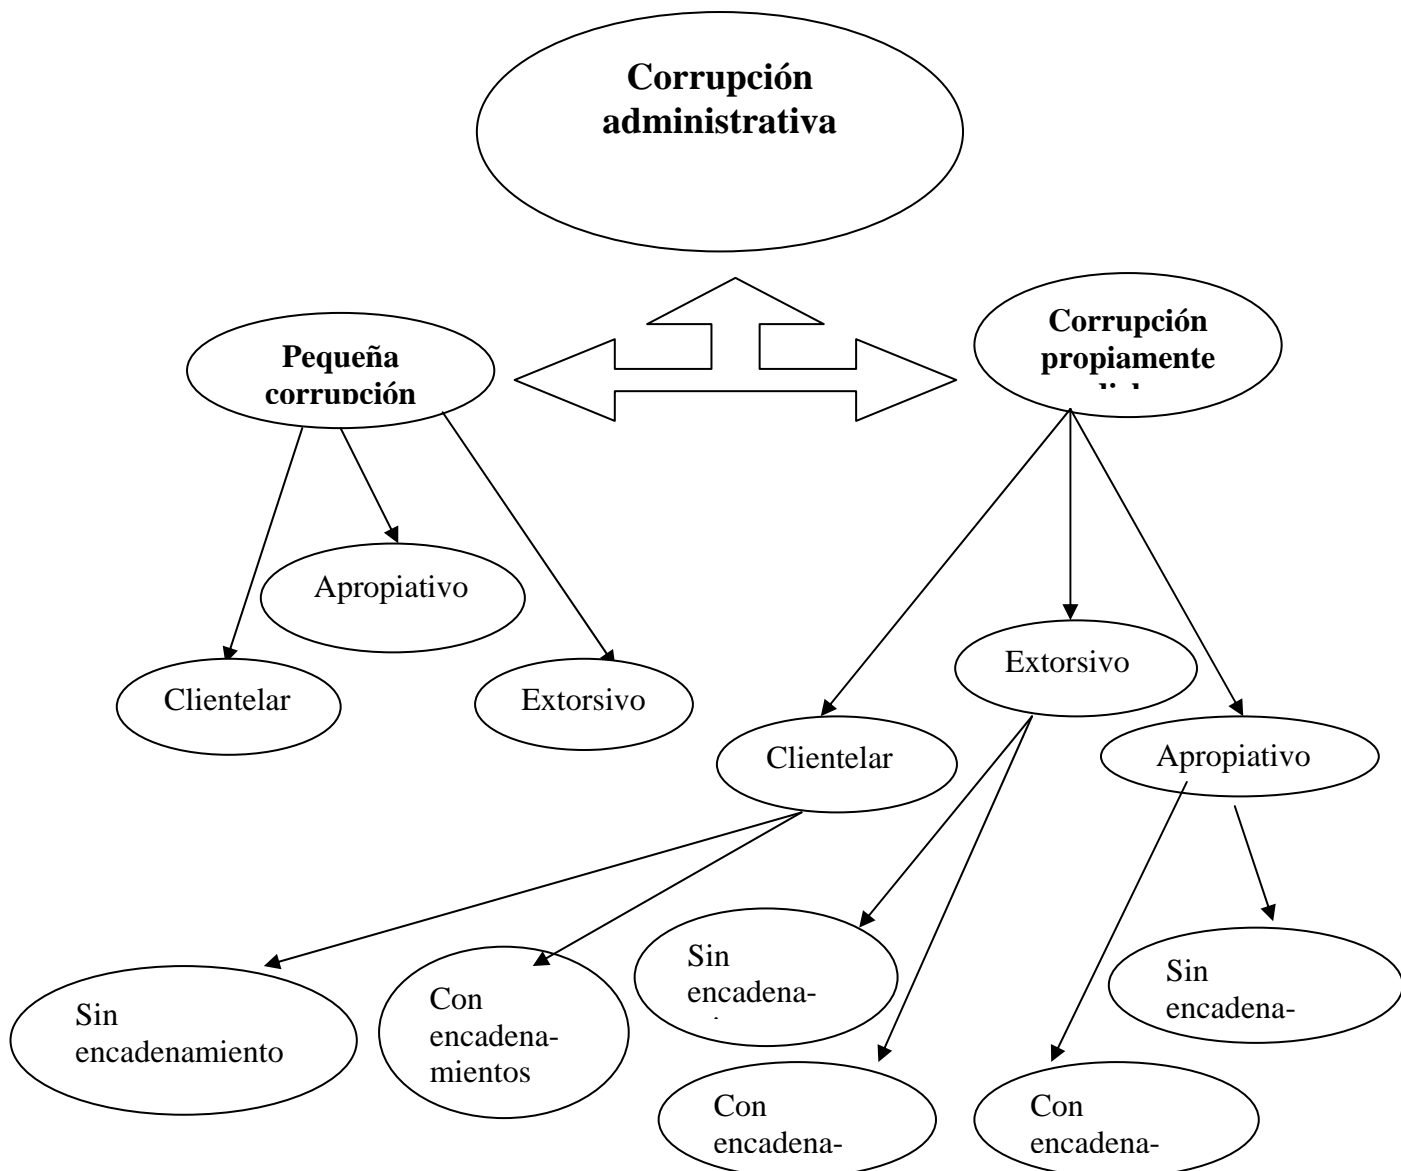 Corrupción
administrativa
Pequeña
corrupción
Corrupción
propiamente
Apropiativo
Clientelar
Extorsivo
Extorsivo
Clientelar
Apropiativo
Sin
encadenamiento
Con
encadena-
mientos
Sin
encadena-
Con
encadena-
Con
encadena-
Sin
encadena-